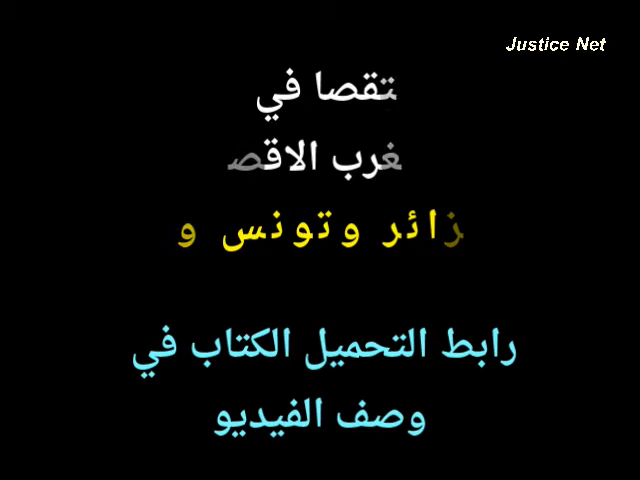 Justice Net
تقصا في
غرب الاقص
زائر وتونس و
رابط التحميل الكتاب في
وصف الفيديو